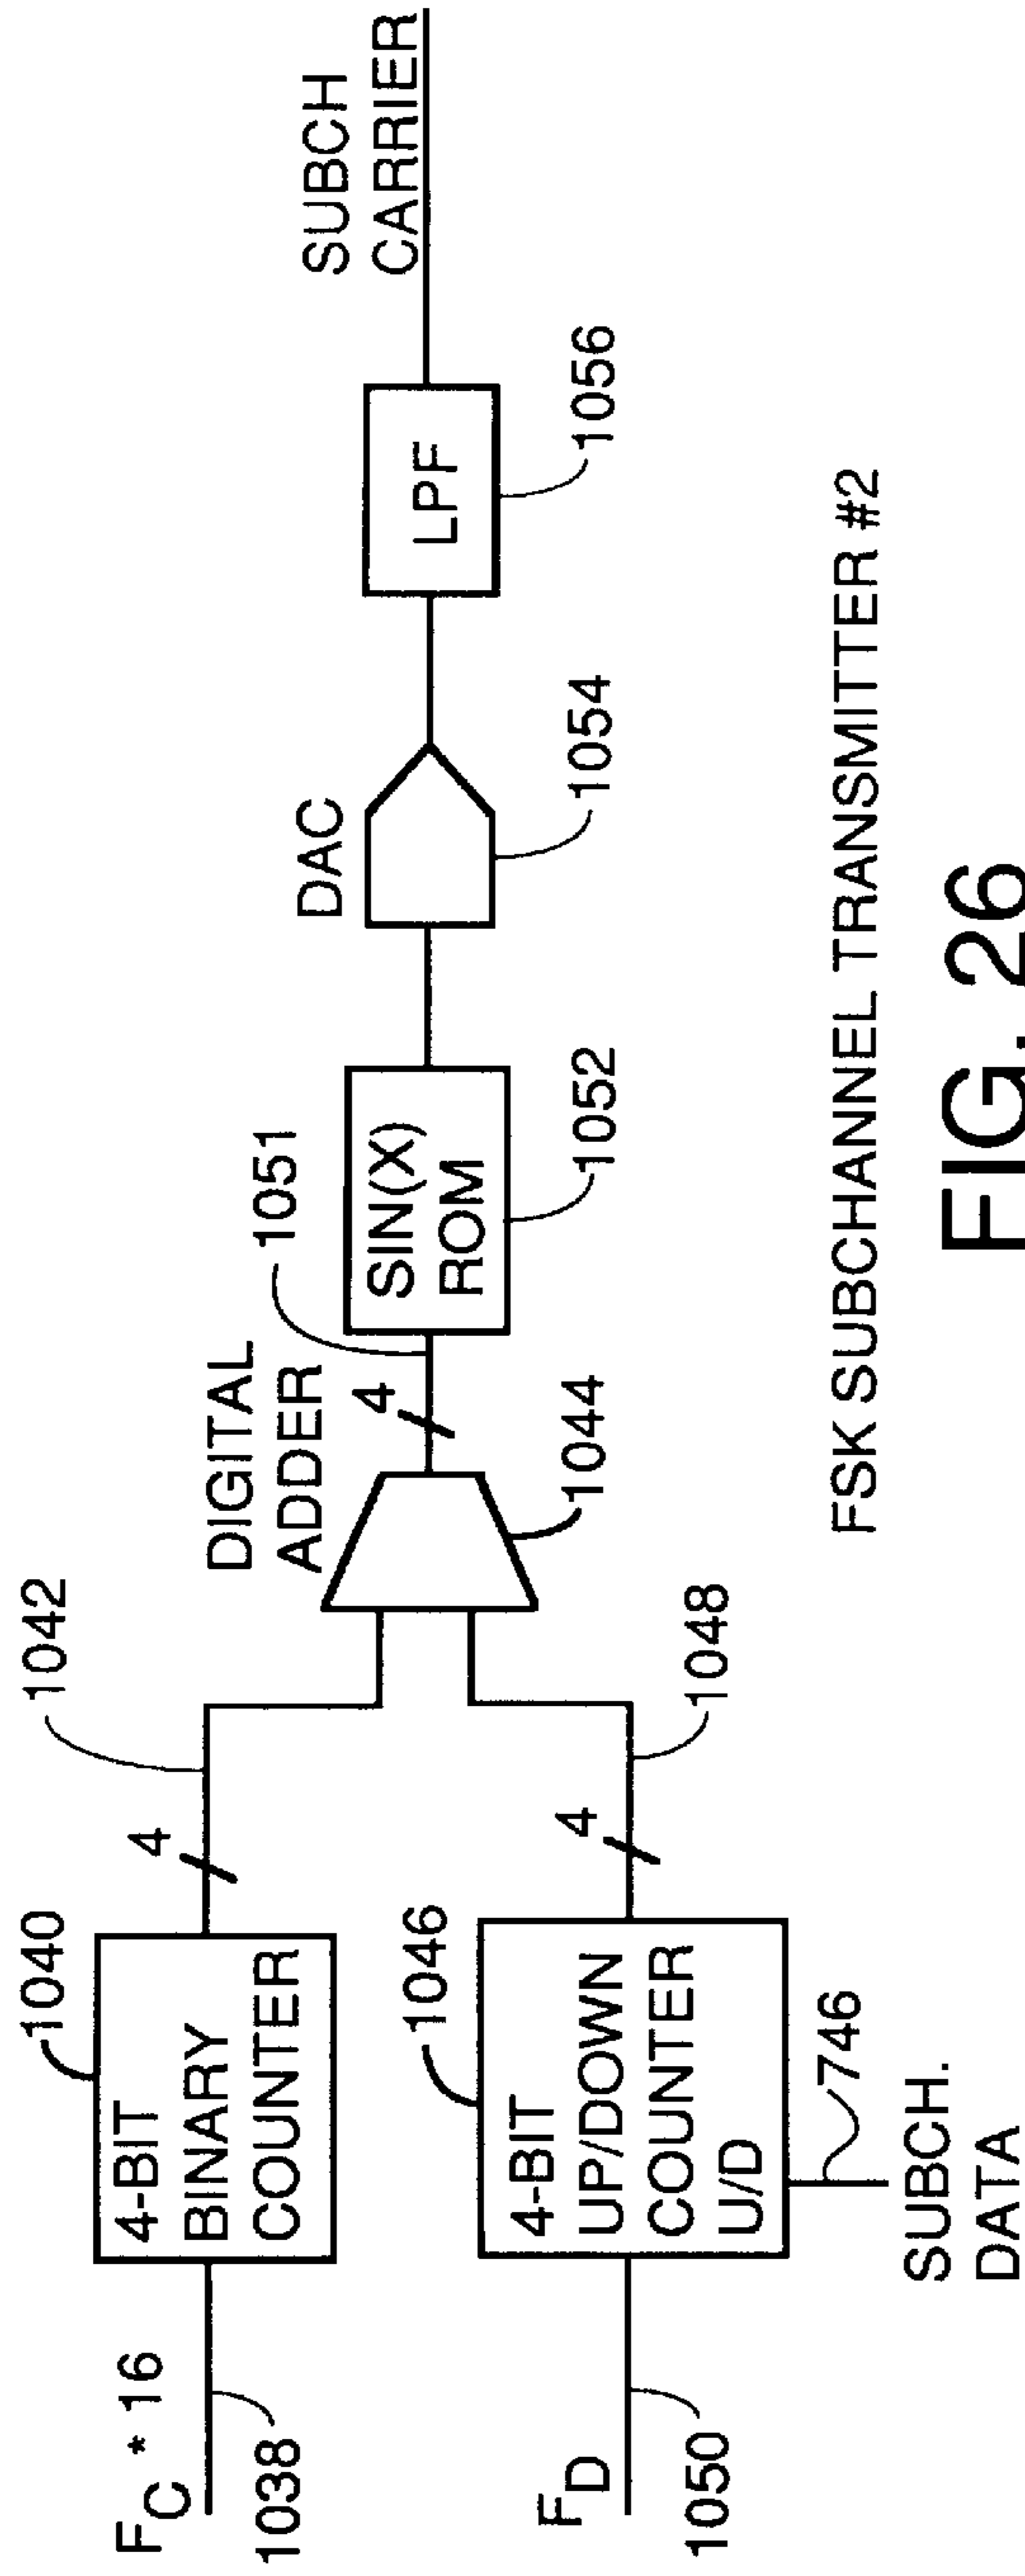 F
C
* 16
1038
1040
4-BIT
BINARY
COUNTER
4
1042
F
D
1050
1046
4-BIT
UP/DOWN
COUNTER
U/D
SUBCH.
DATA
746
4
1048
DIGITAL
ADDER
1044
4
1051
SIN(X)
ROM
1052
DAC
1054
LPF
1056
SUBCH
CARRIER
FSK SUBCHANNEL TRANSMITTER #2
FIG. 26